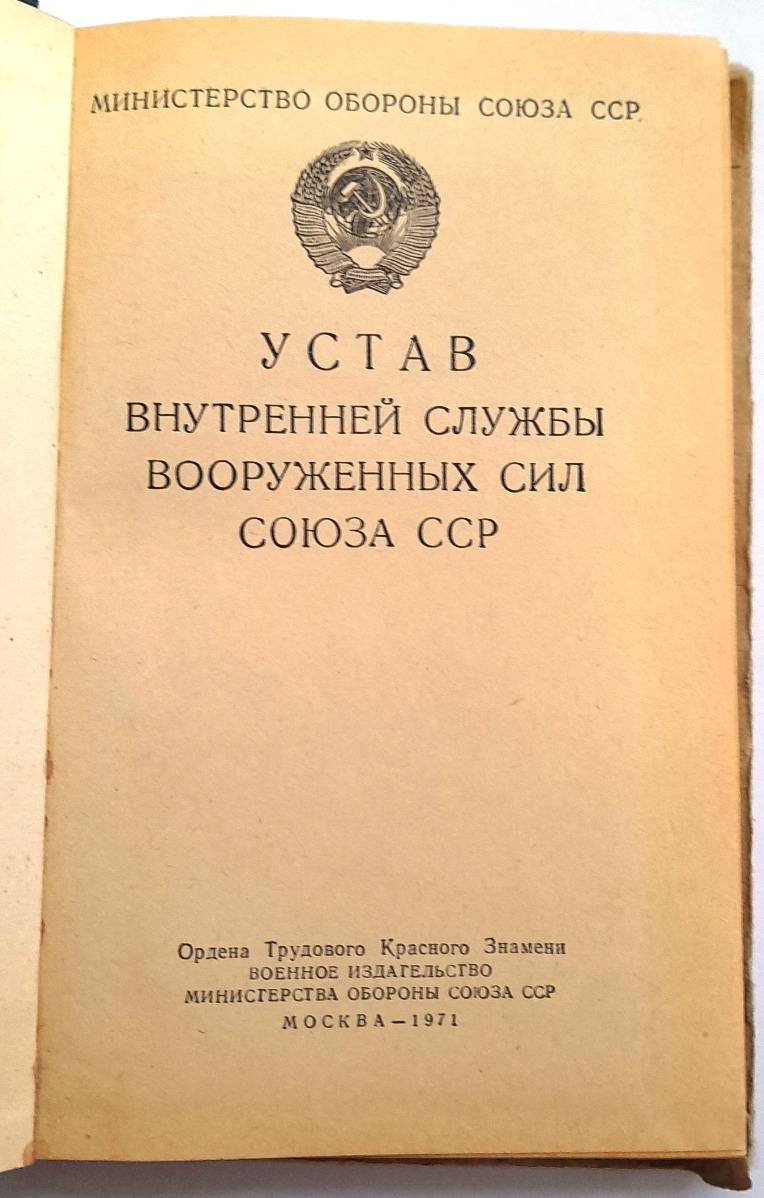 МИНИСТЕРСТВО ОБОРОНЫ СОЮЗА ССР
УСТАВ
ВНУТРЕННЕЙ СЛУЖБЫ
ВООРУЖЕННЫХ СИЛ
СОЮЗА ССР
Ордена Трудового Красного Знамени
ВОЕННОЕ ИЗДАТЕЛЬСТВО
МИНИСТЕРСТВА ОБОРОНЫ СОЮЗА ССР
МОСКВА — 1971